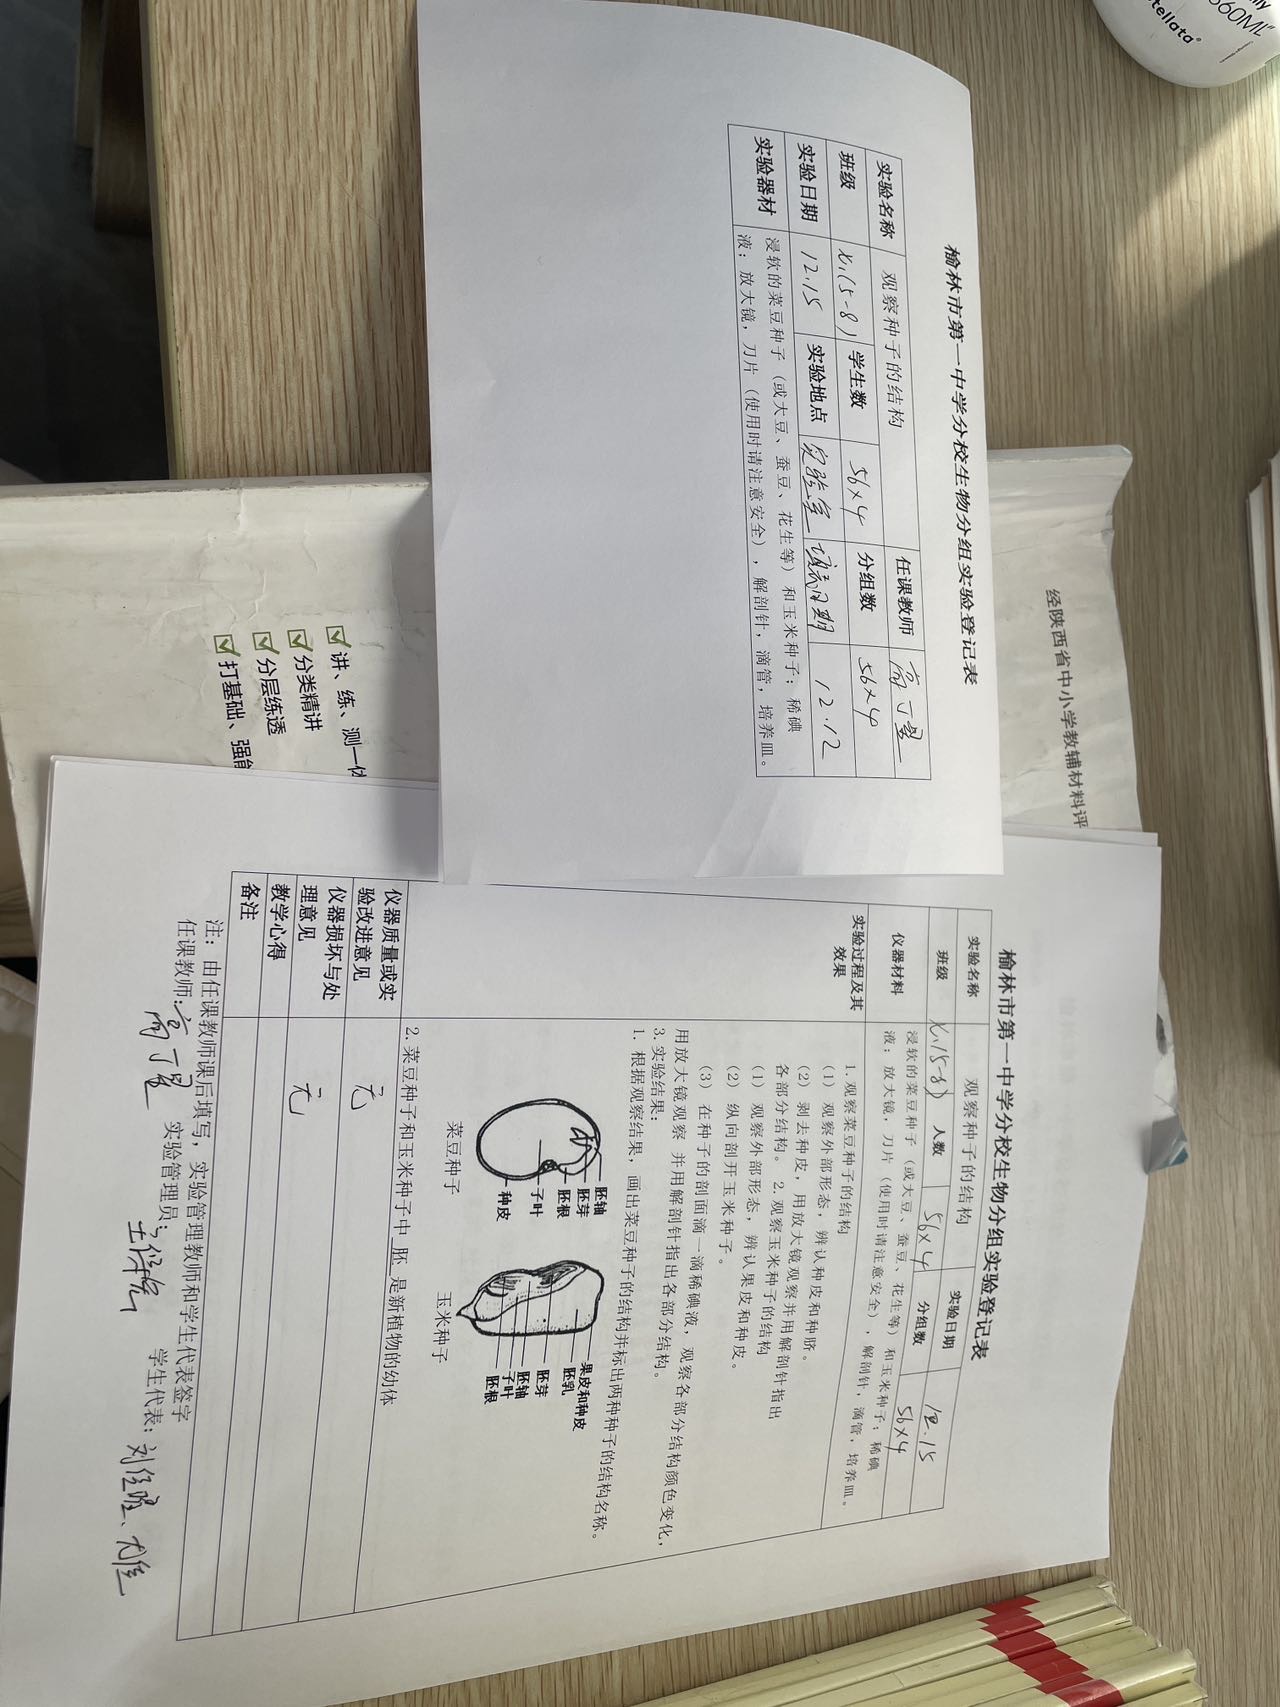 榆林市第一中学分校生物分组实验登记表
实验名称 观察种子的结构 任课教师
班级 七.(5-8) 学生数 56×4 分组数 56×4
实验日期 12.15 实验地点 实验室 填表日期 12.12
实验器材 浸软的菜豆种子（或大豆、蚕豆、花生等）和玉米种子；稀碘
液；放大镜，刀片（使用时请注意安全），解剖针，滴管，培养皿。
经陕西省中小学教辅材料评
讲、练、测一体
分类精讲
分层练透
打基础、强能
榆林市第一中学分校生物分组实验登记表
实验名称 观察种子的结构 实验日期 12.15
班级 七.(5-8) 人数 56×4 分组数 56×4
仪器材料 浸软的菜豆种子（或大豆、蚕豆、花生等）和玉米种子；稀碘
液；放大镜，刀片（使用时请注意安全），解剖针，滴管，培养皿。
实验过程及其
效果
1.观察菜豆种子的结构
（1）观察外部形态，辨认种皮和种脐。
（2）剥去种皮，用放大镜观察并用解剖针指出
各部分结构。 2.观察玉米种子的结构
（1）观察外部形态，辨认果皮和种皮。
（2）纵向剖开玉米种子。
（3）在种子的剖面滴一滴稀碘液，观察各部分结构颜色变化，
用放大镜观察 并用解剖针指出各部分结构。
3.实验结果：
1. 根据观察结果，画出菜豆种子的结构并标出两种种子的结构名称。
胚轴
胚芽
胚根
子叶
种皮
菜豆种子
果皮和种皮
胚乳
胚芽
胚轴
子叶
胚根
玉米种子
2. 菜豆种子和玉米种子中 胚 是新植物的幼体
仪器质量或实
验改进意见
无
仪器损坏与处
理意见
无
教学心得
备注
注：由任课教师课后填写，实验管理教师和学生代表签字
任课教师: 实验管理员: 学生代表:
660ML
tellata